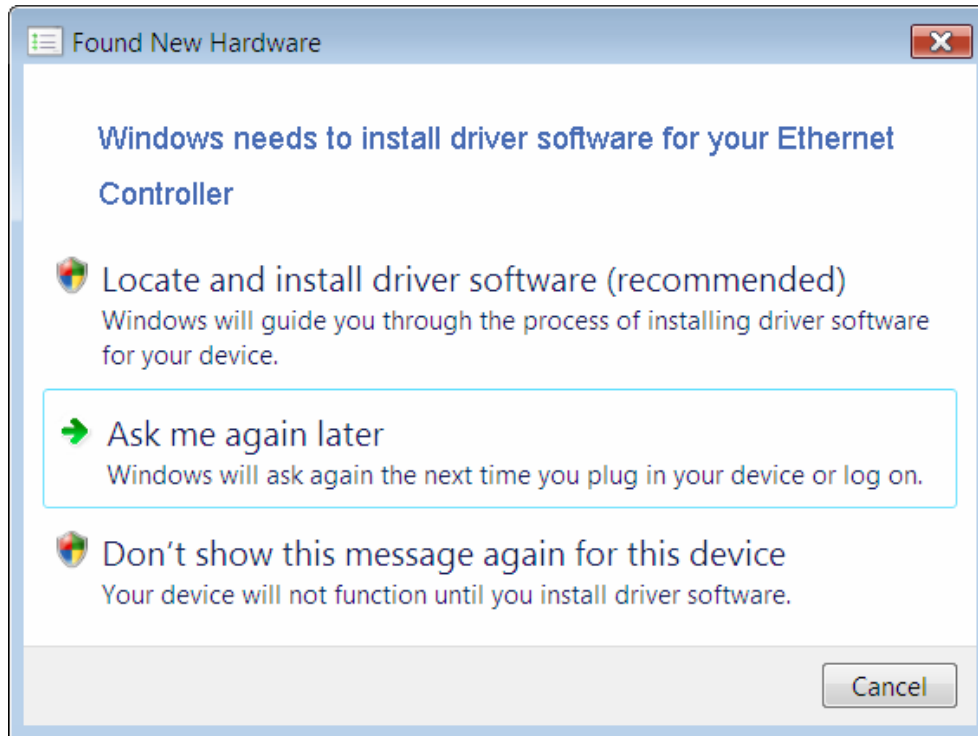 Found New Hardware
Windows needs to install driver software for your Ethernet
Controller
Locate and install driver software (recommended)
Windows will guide you through the process of installing driver software
for your device.
Ask me again later
Windows will ask again the next time you plug in your device or log on.
Don't show this message again for this device
Your device will not function until you install driver software.
Cancel